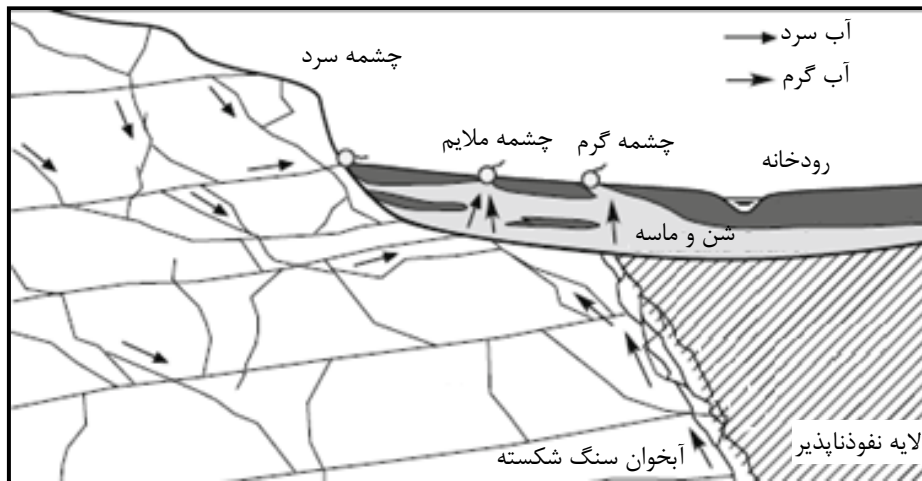 آب سرد
آب گرم
چشمه سرد
چشمه ملایم
چشمه گرم
رودخانه
شن و ماسه
لایه نفوذناپذیر
آبخوان سنگ شکسته